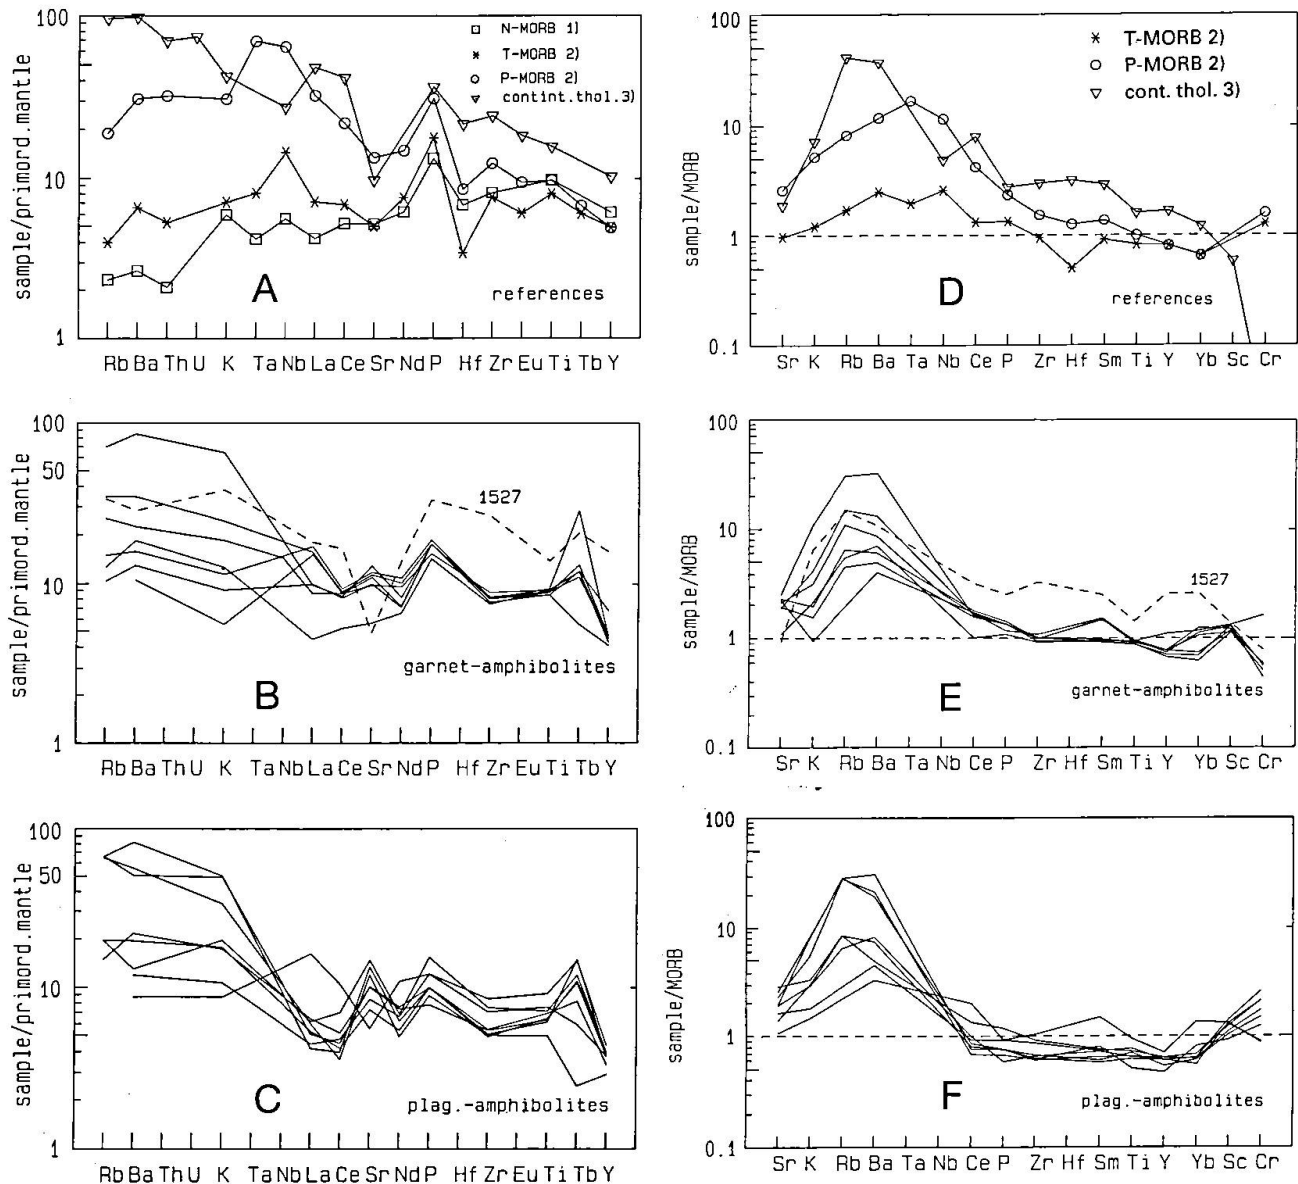 100
10
1
sample/primord.mantle
N-MORB 1)
T-MORB 2)
P-MORB 2)
contint.thol.3)
A
references
Rb Ba Th U K Ta Nb La Ce Sr Nd P Hf Zr Eu Ti Tb Y
100
10
1
0.1
sample/MORB
T-MORB 2)
P-MORB 2)
cont. thol. 3)
D
references
Sr K Rb Ba Ta Nb Ce P Zr Hf Sm Ti Y Yb Sc Cr
100
50
10
1
sample/primord.mantle
1527
garnet-amphibolites
B
Rb Ba Th U K Ta Nb La Ce Sr Nd P Hf Zr Eu Ti Tb Y
100
10
1
0.1
sample/MORB
1527
garnet-amphibolites
E
Sr K Rb Ba Ta Nb Ce P Zr Hf Sm Ti Y Yb Sc Cr
100
50
10
1
sample/primord.mantle
C
plag.-amphibolites
Rb Ba Th U K Ta Nb La Ce Sr Nd P Hf Zr Eu Ti Tb Y
100
10
1
0.1
sample/MORB
F
plag.-amphibolites
Sr K Rb Ba Ta Nb Ce P Zr Hf Sm Ti Y Yb Sc Cr